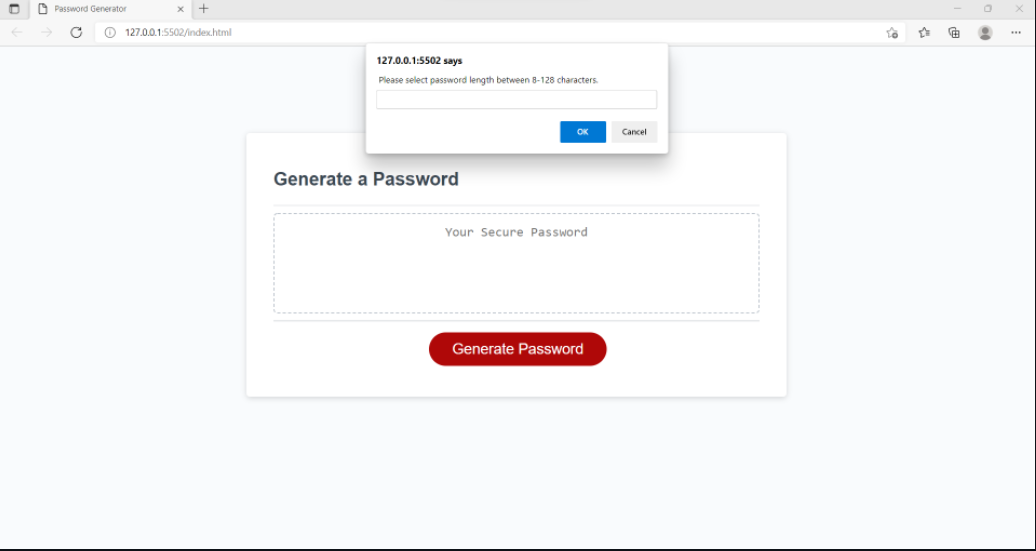 Password Generator
127.0.0.1:5502/index.html
127.0.0.1:5502 says
Please select password length between 8-128 characters.
OK Cancel
Generate a Password
Your Secure Password
Generate Password